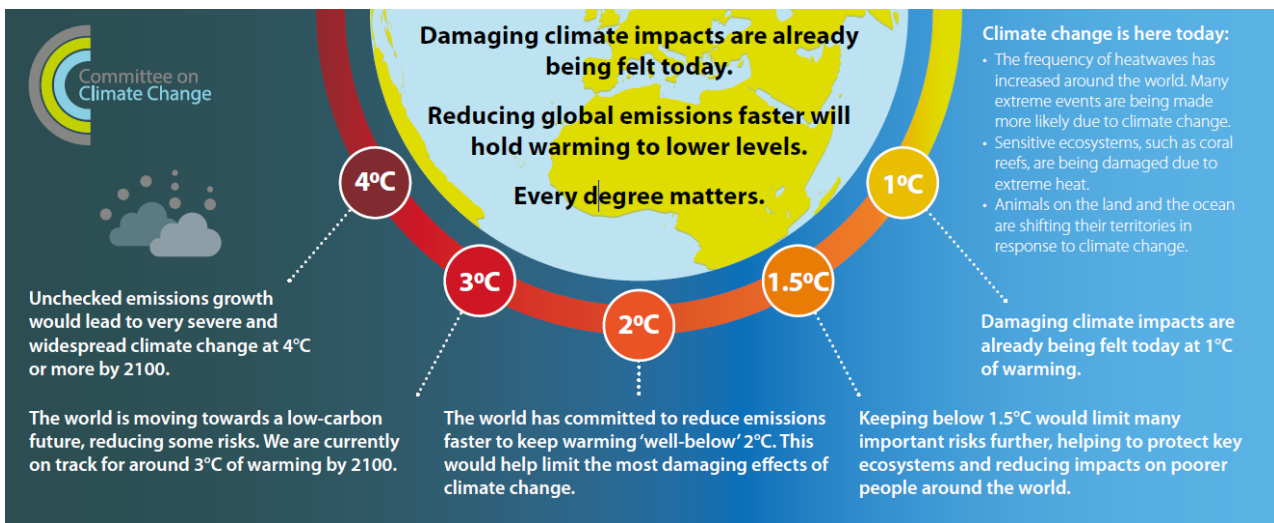 Committee on
Climate Change
Damaging climate impacts are already
being felt today.
Reducing global emissions faster will
hold warming to lower levels.
Every degree matters.
Climate change is here today:
• The frequency of heatwaves has
increased around the world. Many
extreme events are being made
more likely due to climate change.
• Sensitive ecosystems, such as coral
reefs, are being damaged due to
extreme heat.
• Animals on the land and the ocean
are shifting their territories in
response to climate change.
4ºC
3ºC
2ºC
1.5ºC
1ºC
Unchecked emissions growth
would lead to very severe and
widespread climate change at 4°C
or more by 2100.
The world is moving towards a low-carbon
future, reducing some risks. We are currently
on track for around 3°C of warming by 2100.
The world has committed to reduce emissions
faster to keep warming ‘well-below’ 2°C. This
would help limit the most damaging effects of
climate change.
Keeping below 1.5°C would limit many
important risks further, helping to protect key
ecosystems and reducing impacts on poorer
people around the world.
Damaging climate impacts are
already being felt today at 1°C
of warming.